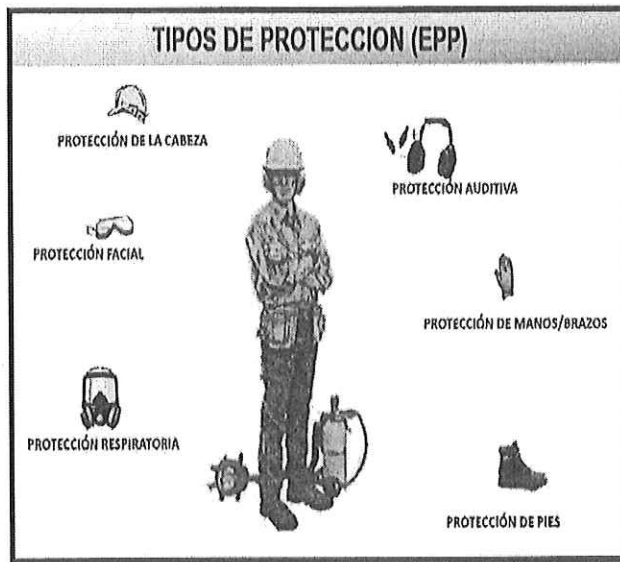 TIPOS DE PROTECCION (EPP)
PROTECCIÓN DE LA CABEZA
PROTECCIÓN AUDITIVA
PROTECCIÓN FACIAL
PROTECCIÓN DE MANOS/BRAZOS
PROTECCIÓN RESPIRATORIA
PROTECCIÓN DE PIES